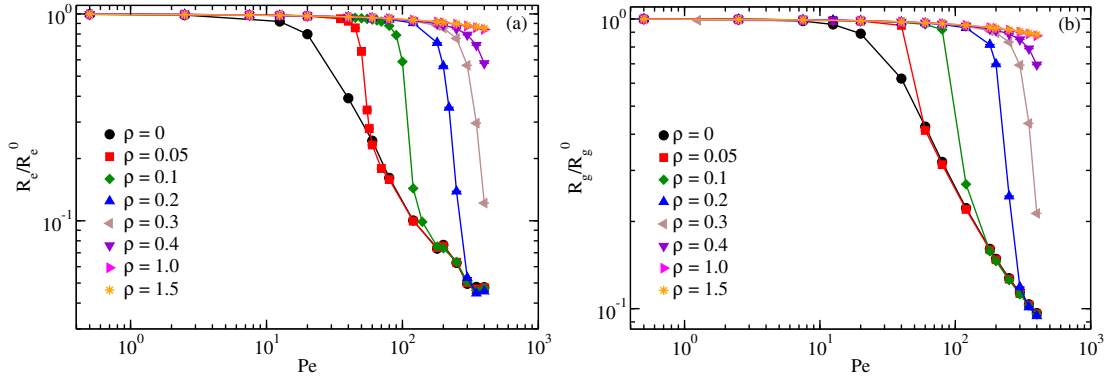 (a)
10^0
R_e/R_e^0
10^-1
ρ = 0
ρ = 0.05
ρ = 0.1
ρ = 0.2
ρ = 0.3
ρ = 0.4
ρ = 1.0
ρ = 1.5
10^0 10^1 10^2 10^3
Pe
(b)
10^0
R_g/R_g^0
10^-1
ρ = 0
ρ = 0.05
ρ = 0.1
ρ = 0.2
ρ = 0.3
ρ = 0.4
ρ = 1.0
ρ = 1.5
10^0 10^1 10^2 10^3
Pe